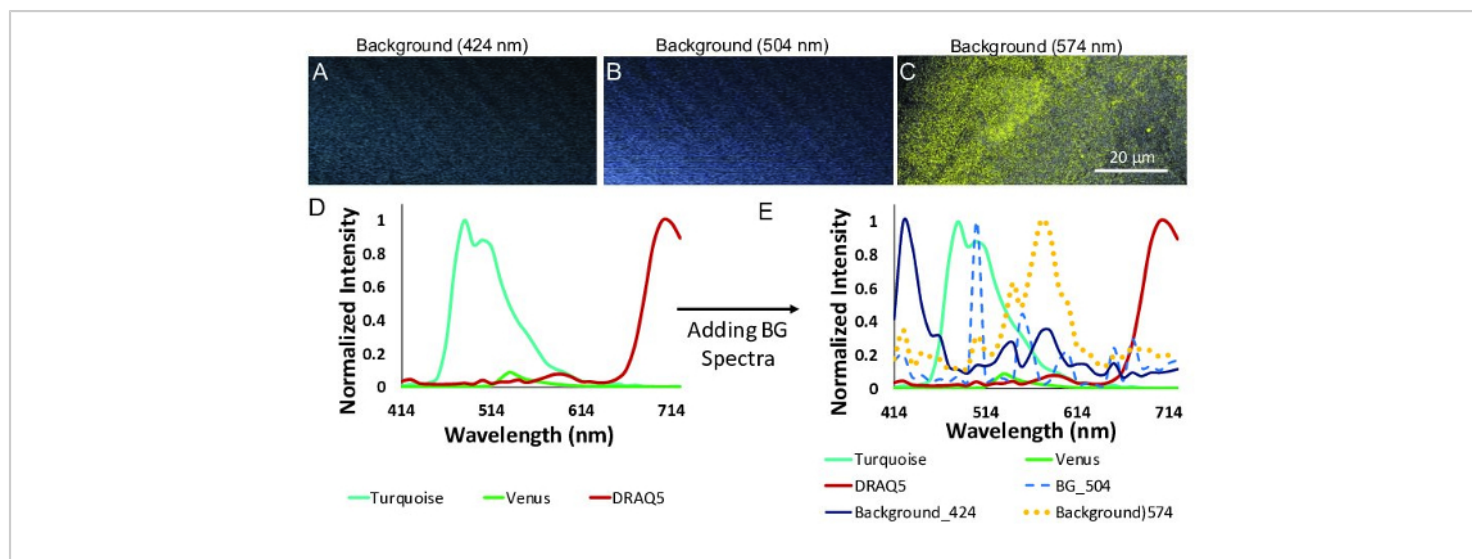 Background (424 nm) Background (504 nm) Background (574 nm)
A B C
20 μm
D E
Normalized Intensity
1
0.8
0.6
0.4
0.2
0
414 514 614 714
Wavelength (nm)
Turquoise Venus DRAQ5
Adding BG
Spectra
Normalized Intensity
1
0.8
0.6
0.4
0.2
0
414 514 614 714
Wavelength (nm)
Turquoise Venus
DRAQ5 BG_504
Background_424 Background)574